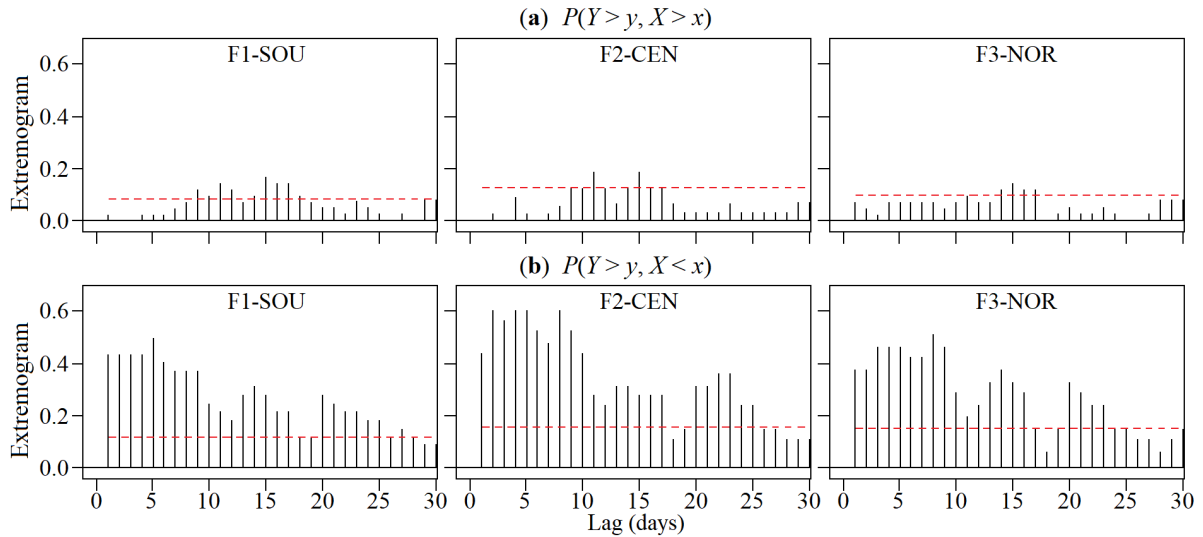 (a) P(Y > y, X > x)
F1-SOU F2-CEN F3-NOR
Extremogram
0.6
0.4
0.2
0.0
(b) P(Y > y, X < x)
F1-SOU F2-CEN F3-NOR
Extremogram
0.6
0.4
0.2
0.0
0 5 10 15 20 25 30 0 5 10 15 20 25 30 0 5 10 15 20 25 30
Lag (days)